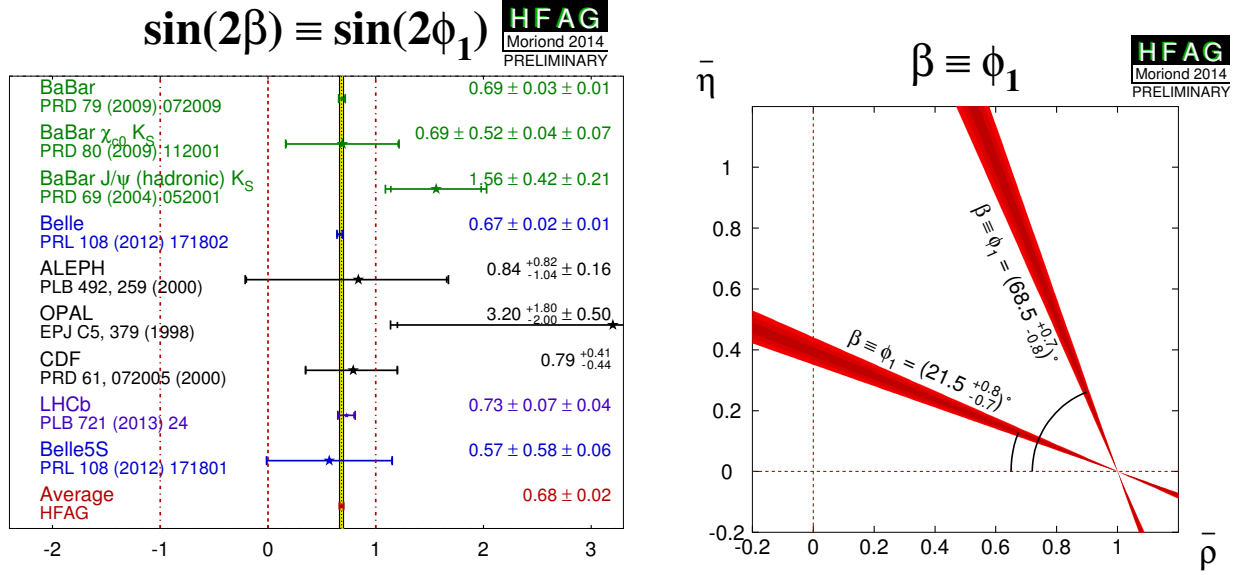 sin(2β) ≡ sin(2ϕ₁)
HFAG
Moriond 2014
PRELIMINARY
BaBar
PRD 79 (2009) 072009
0.69 ± 0.03 ± 0.01
BaBar χc0 KS
PRD 80 (2009) 112001
0.69 ± 0.52 ± 0.04 ± 0.07
BaBar J/ψ (hadronic) KS
PRD 69 (2004) 052001
1.56 ± 0.42 ± 0.21
Belle
PRL 108 (2012) 171802
0.67 ± 0.02 ± 0.01
ALEPH
PLB 492, 259 (2000)
0.84 +0.82 -1.04 ± 0.16
OPAL
EPJ C5, 379 (1998)
3.20 +1.80 -2.00 ± 0.50
CDF
PRD 61, 072005 (2000)
0.79 +0.41 -0.44
LHCb
PLB 721 (2013) 24
0.73 ± 0.07 ± 0.04
Belle5S
PRL 108 (2012) 171801
0.57 ± 0.58 ± 0.06
Average
HFAG
0.68 ± 0.02
-2 -1 0 1 2 3
β ≡ ϕ₁
HFAG
Moriond 2014
PRELIMINARY
η̄
1
0.8
0.6
0.4
0.2
0
-0.2
β ≡ ϕ₁ = (68.5 +0.7 -0.8)°
β ≡ ϕ₁ = (21.5 +0.8 -0.7)°
-0.2 0 0.2 0.4 0.6 0.8 1
ρ̄